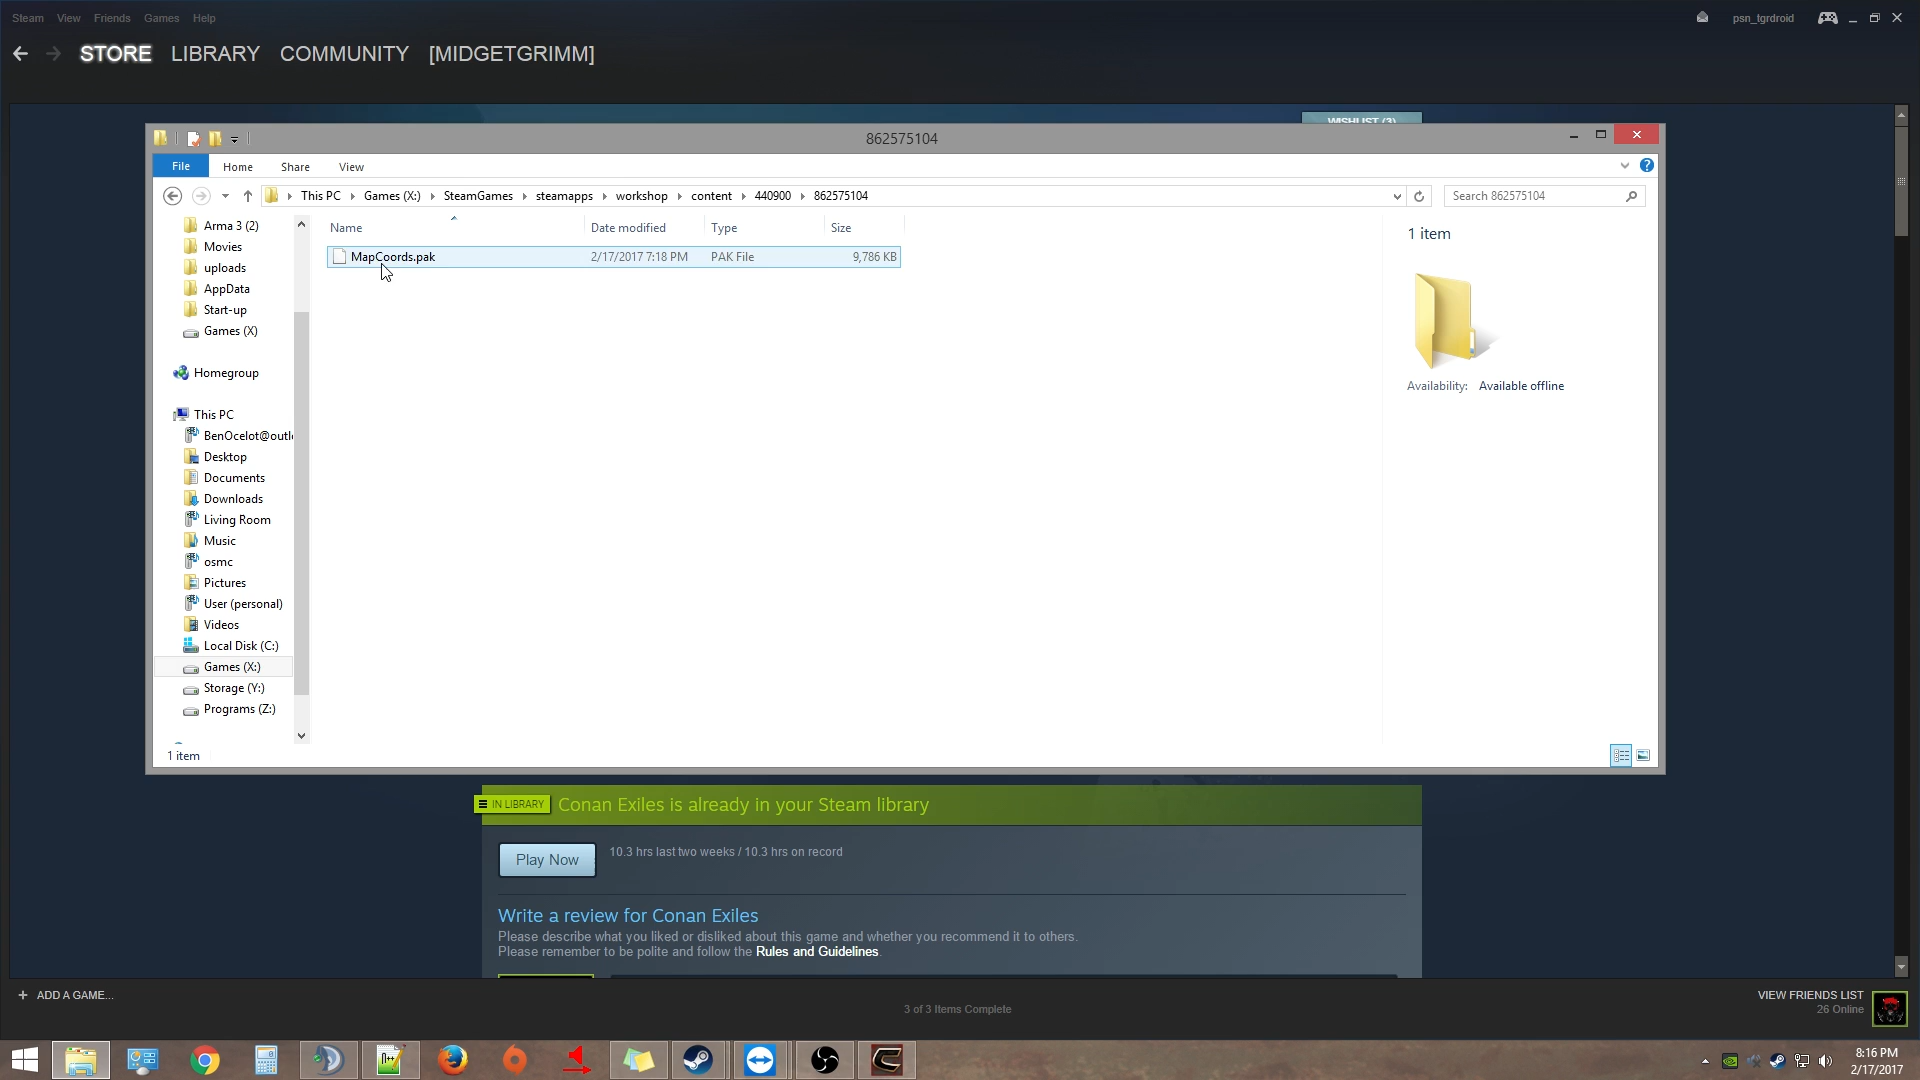 Steam View Friends Games Help
psn_tgrdroid
STORE LIBRARY COMMUNITY [MIDGETGRIMM]
WISHLIST (3)
862575104
File Home Share View
This PC Games (X:) SteamGames steamapps workshop content 440900 862575104
Search 862575104
Name Date modified Type Size
MapCoords.pak 2/17/2017 7:18 PM PAK File 9,786 KB
1 item
Availability: Available offline
Arma 3 (2)
Movies
uploads
AppData
Start-up
Games (X)
Homegroup
This PC
BenOcelot@outl
Desktop
Documents
Downloads
Living Room
Music
osmc
Pictures
User (personal)
Videos
Local Disk (C:)
Games (X:)
Storage (Y:)
Programs (Z:)
1 item
IN LIBRARY Conan Exiles is already in your Steam library
Play Now 10.3 hrs last two weeks / 10.3 hrs on record
Write a review for Conan Exiles
Please describe what you liked or disliked about this game and whether you recommend it to others.
Please remember to be polite and follow the Rules and Guidelines.
+ ADD A GAME...
3 of 3 Items Complete
VIEW FRIENDS LIST
26 Online
8:16 PM
2/17/2017